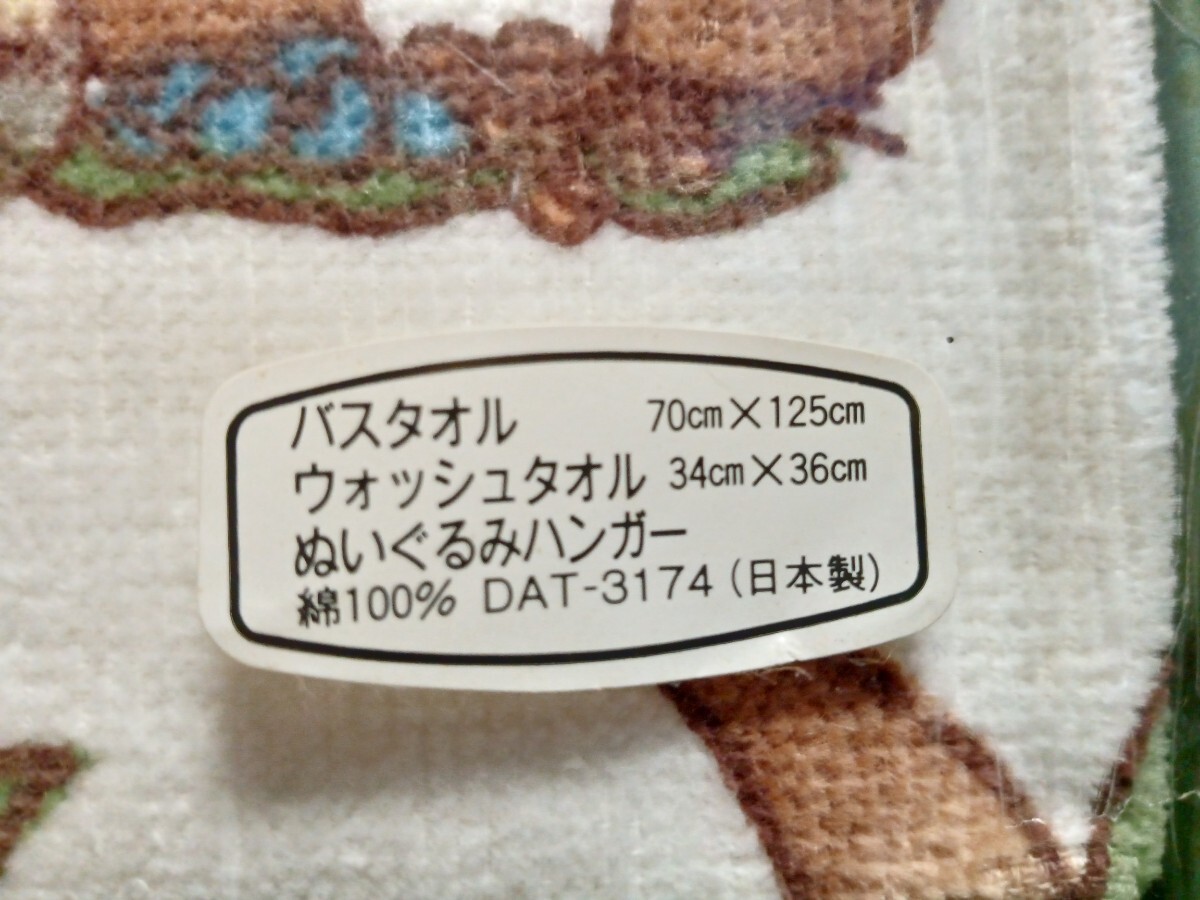 バスタオル 70cm×125cm
ウォッシュタオル 34cm×36cm
ぬいぐるみハンガー
綿100% DAT-3174 (日本製)